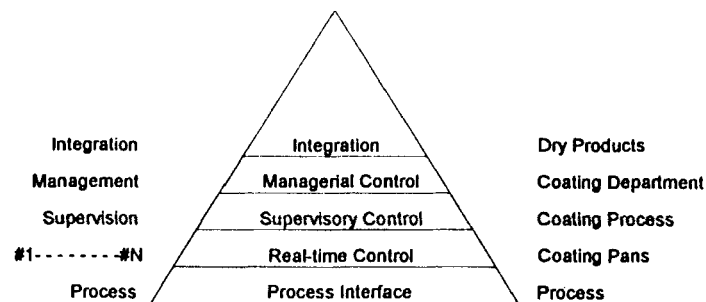 Integration Integration Dry Products
Management Managerial Control Coating Department
Supervision Supervisory Control Coating Process
#1- - - - - - - - -#N Real-time Control Coating Pans
Process Process Interface Process